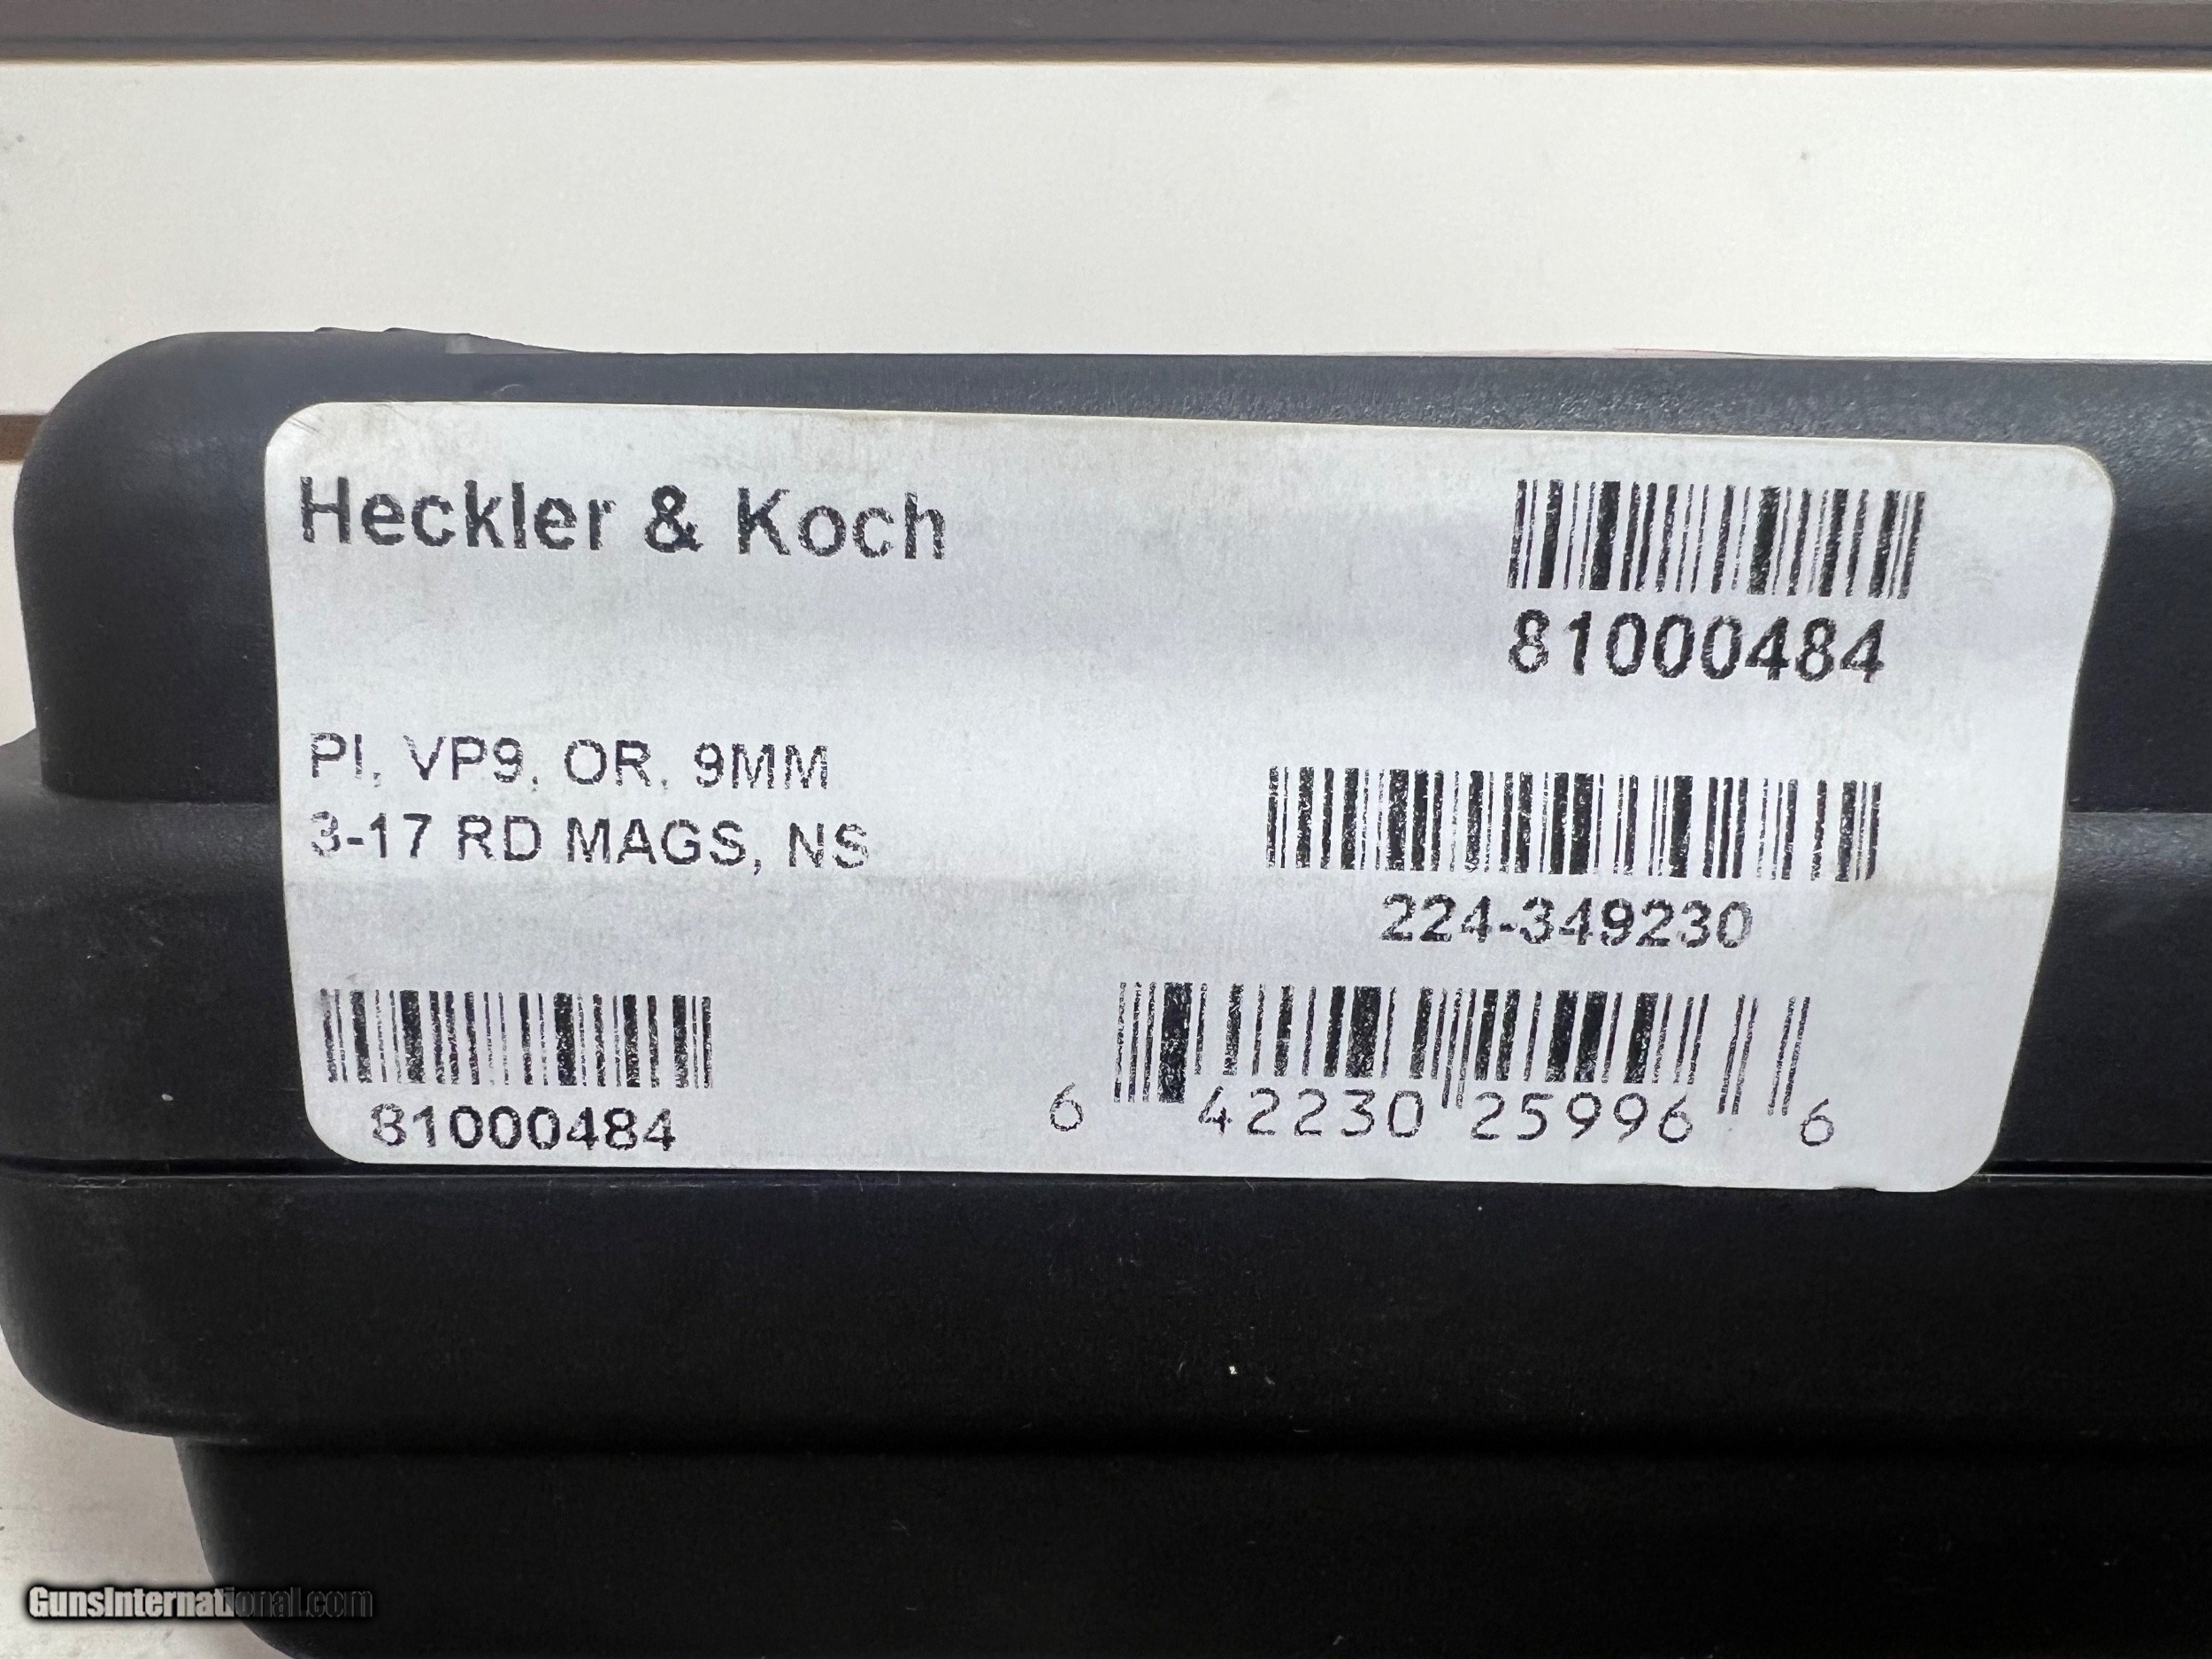 Heckler & Koch
81000484
PI, VP9, OR, 9MM
3-17 RD MAGS, NS
224-349230
81000484
6 42230 25996 6
GunsInternational.com